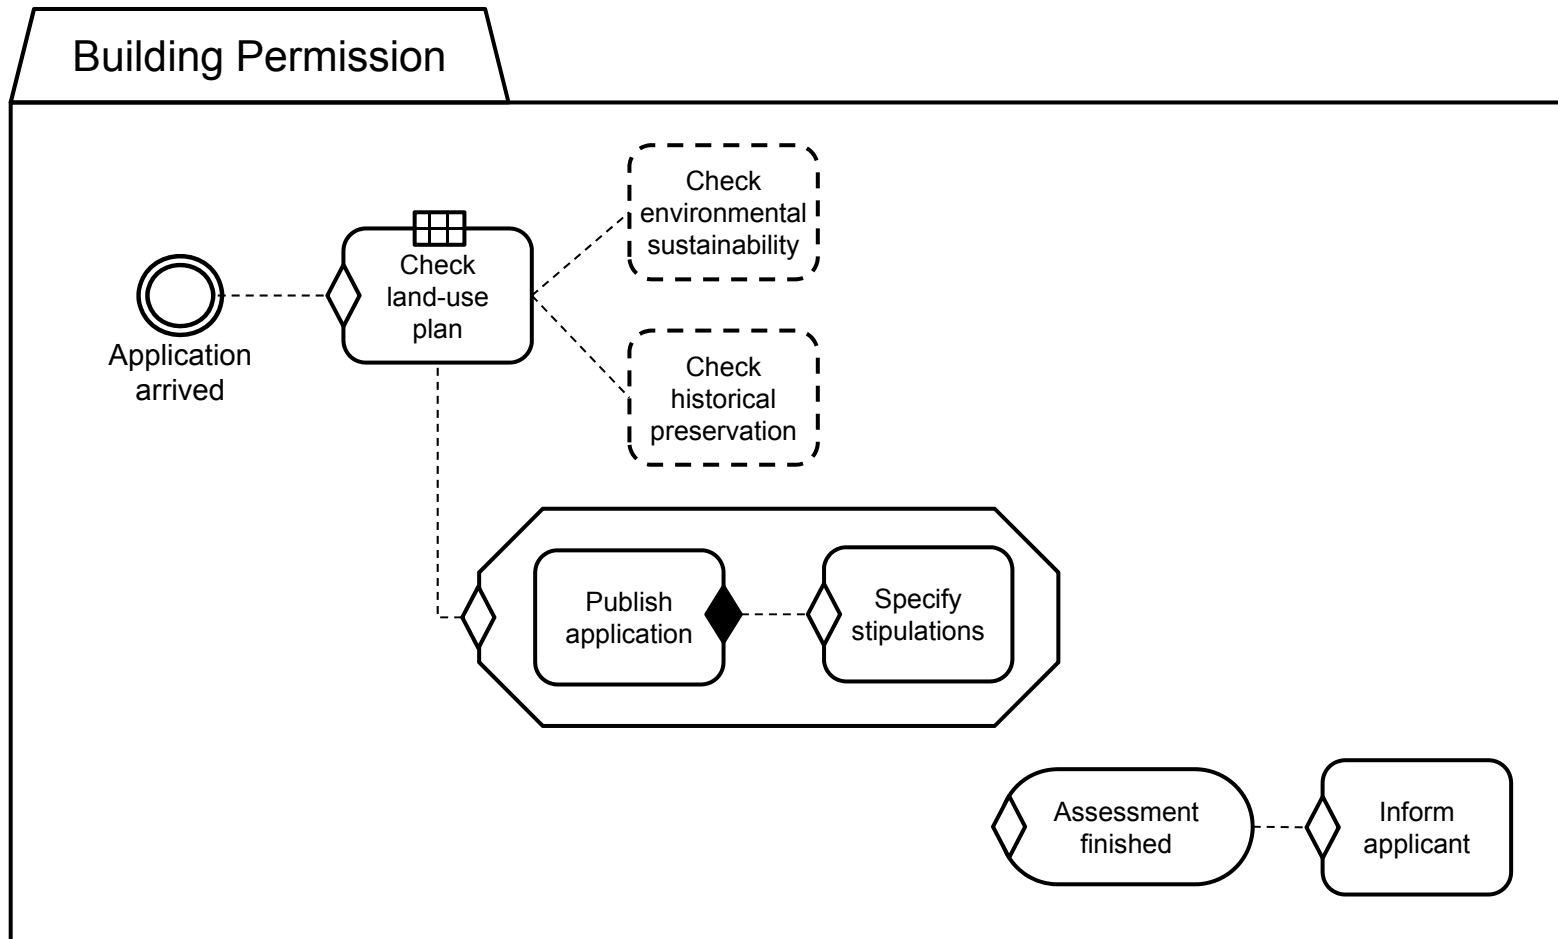 Building Permission
Check
environmental
sustainability
Check
land-use
plan
Application
arrived
Check
historical
preservation
Publish
application
Specify
stipulations
Assessment
finished
Inform
applicant